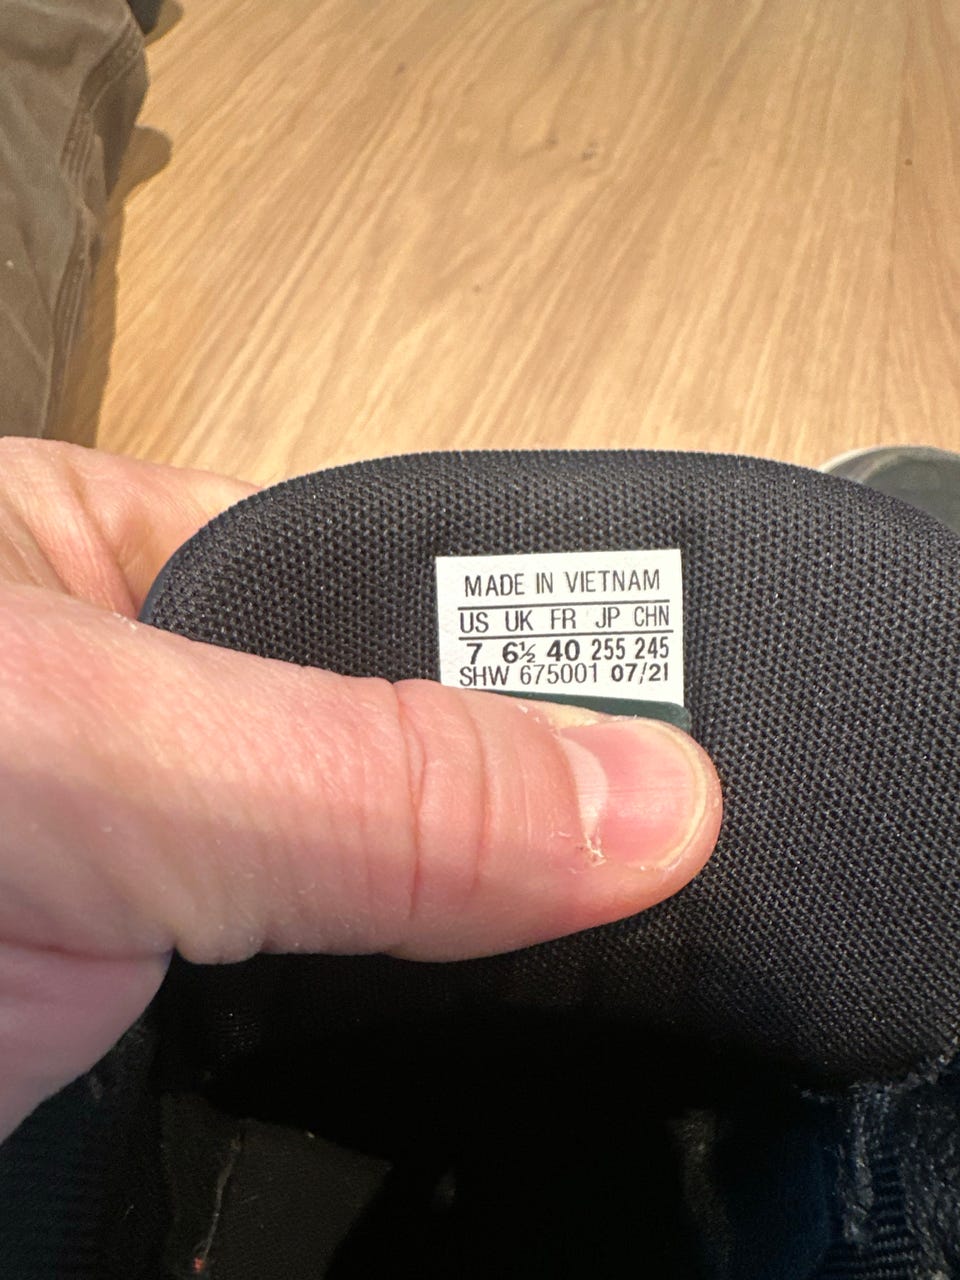 MADE IN VIETNAM
US UK FR JP CHN
7 6½ 40 255 245
SHW 675001 07/21